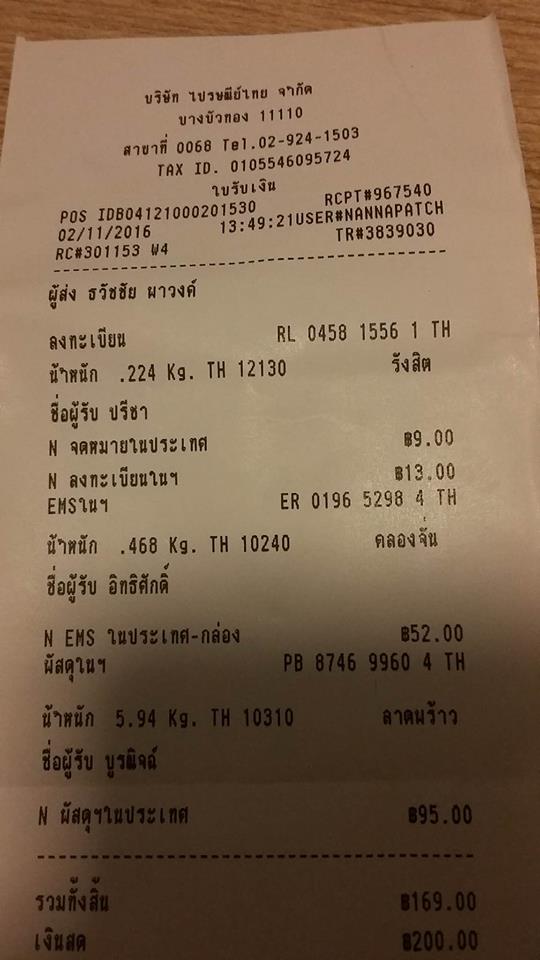 บริษัท ไปรษณีย์ไทย จำกัด
บางบัวทอง 11110
สาขาที่ 0068 Tel.02-924-1503
TAX ID. 0105546095724
ใบรับเงิน
POS IDB04121000201530 RCPT#967540
02/11/2016 13:49:21USER#NANNAPATCH
RC#301153 W4 TR#3839030
ผู้ส่ง ธวัชชัย ผาวงค์
ลงทะเบียน RL 0458 1556 1 TH
น้ำหนัก .224 Kg. TH 12130 รังสิต
ชื่อผู้รับ ปรีชา
N จดหมายในประเทศ ฿9.00
N ลงทะเบียนในฯ ฿13.00
EMSในฯ ER 0196 5298 4 TH
น้ำหนัก .468 Kg. TH 10240 คลองจั่น
ชื่อผู้รับ อิทธิศักดิ์
N EMS ในประเทศ-กล่อง ฿52.00
พัสดุในฯ PB 8746 9960 4 TH
น้ำหนัก 5.94 Kg. TH 10310 ลาดพร้าว
ชื่อผู้รับ บูรณิจฉ์
N พัสดุฯในประเทศ ฿95.00
รวมทั้งสิ้น ฿169.00
เงินสด ฿200.00